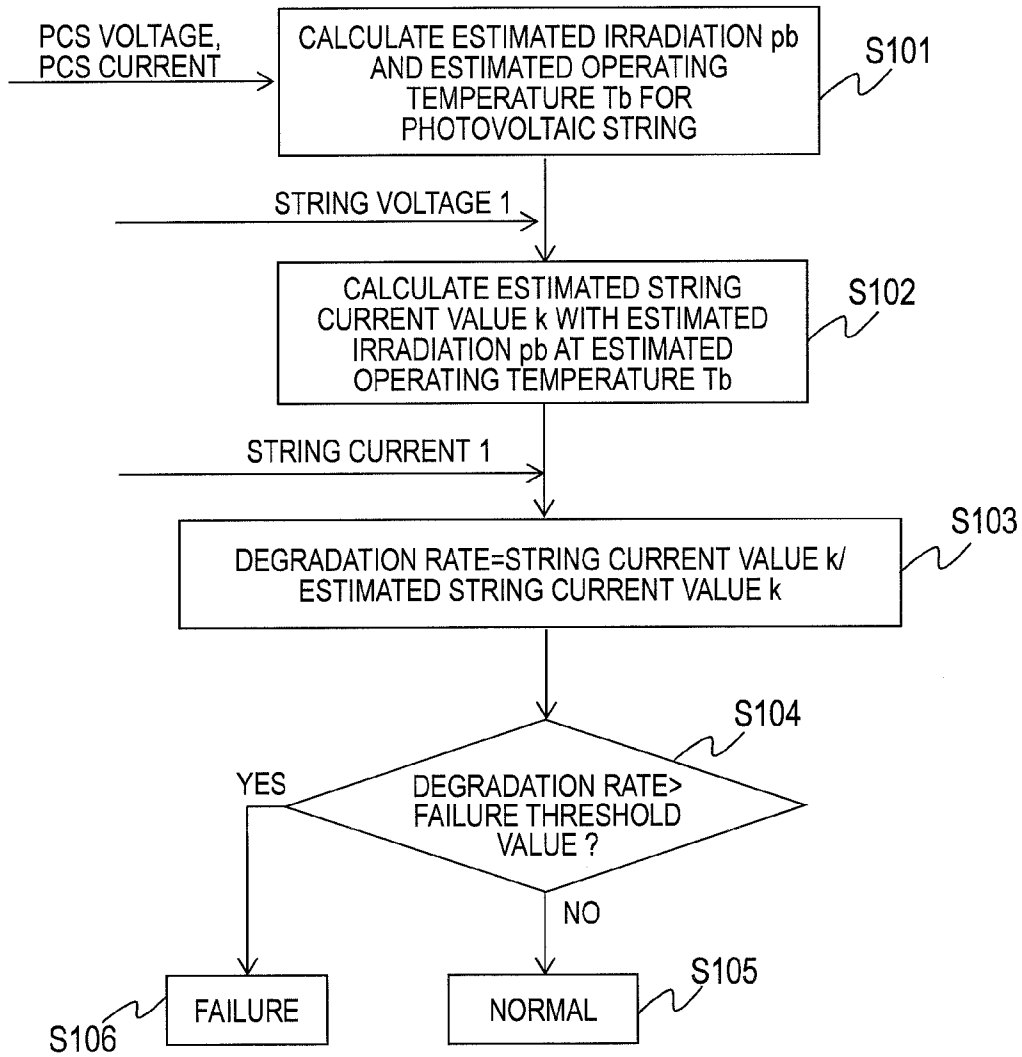 PCS VOLTAGE,
PCS CURRENT
CALCULATE ESTIMATED IRRADIATION pb
AND ESTIMATED OPERATING
TEMPERATURE Tb FOR
PHOTOVOLTAIC STRING
S101
STRING VOLTAGE 1
CALCULATE ESTIMATED STRING
CURRENT VALUE k WITH ESTIMATED
IRRADIATION pb AT ESTIMATED
OPERATING TEMPERATURE Tb
S102
STRING CURRENT 1
DEGRADATION RATE=STRING CURRENT VALUE k/
ESTIMATED STRING CURRENT VALUE k
S103
DEGRADATION RATE>
FAILURE THRESHOLD
VALUE ?
S104
YES
NO
FAILURE
S106
NORMAL
S105